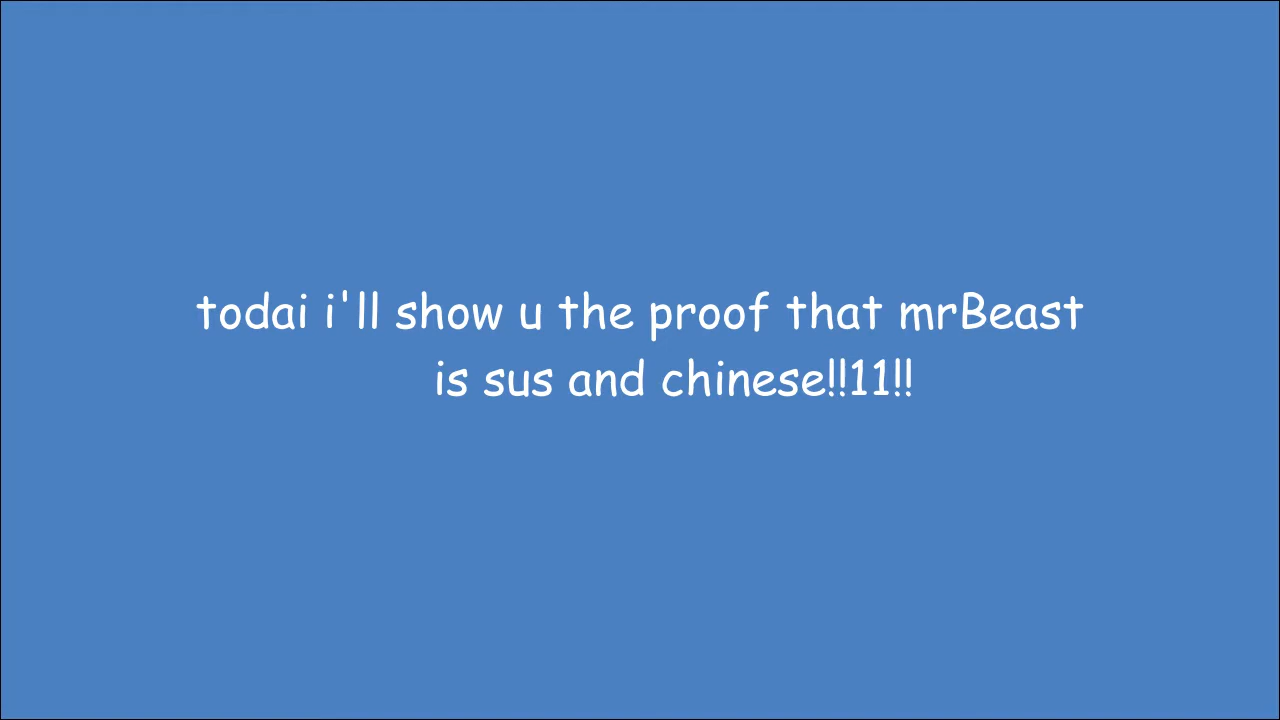 todai i'll show u the proof that mrBeast
is sus and chinese!!11!!